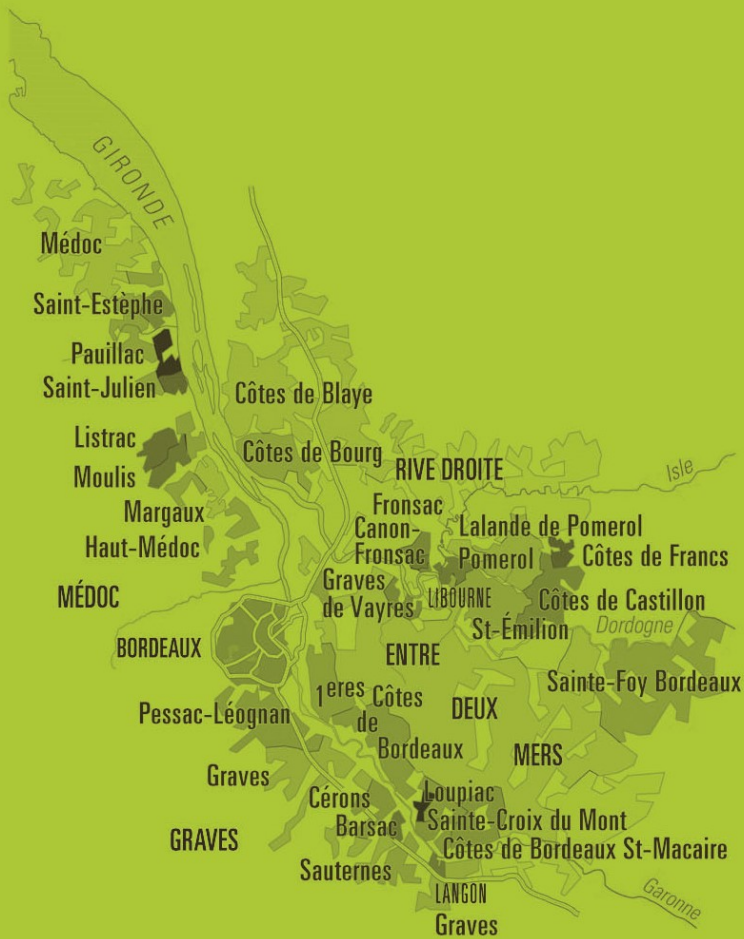 GIRONDE
Médoc
Saint-Estèphe
Pauillac
Saint-Julien
Côtes de Blaye
Listrac
Côtes de Bourg
Moulis
RIVE DROITE
Isle
Margaux
Fronsac
Haut-Médoc
Canon-
Fronsac
Lalande de Pomerol
Pomerol
Côtes de Francs
MÉDOC
Graves
de Vayres
LIBOURNE
Côtes de Castillon
St-Émilion
Dordogne
BORDEAUX
ENTRE
Sainte-Foy Bordeaux
1eres Côtes
de
Bordeaux
DEUX
Pessac-Léognan
MERS
Graves
Cérons
Loupiac
Barsac
Sainte-Croix du Mont
GRAVES
Côtes de Bordeaux St-Macaire
Sauternes
LANGON
Garonne
Graves